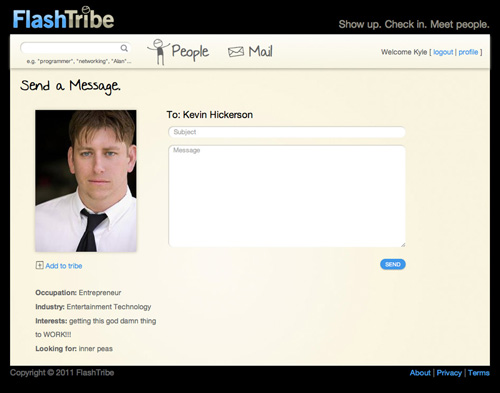 FlashTribe
Show up. Check in. Meet people.
e.g. "programmer", "networking", "Alan"...
People
Mail
Welcome Kyle [ logout | profile ]
Send a Message.
To: Kevin Hickerson
Subject
Message
SEND
Add to tribe
Occupation: Entrepreneur
Industry: Entertainment Technology
Interests: getting this god damn thing
to WORK!!!
Looking for: inner peas
Copyright © 2011 FlashTribe
About | Privacy | Terms